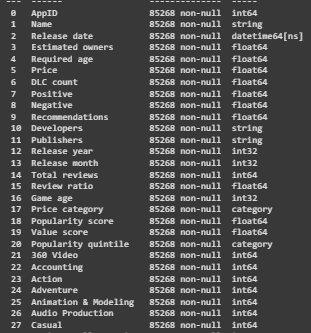 0 AppID 85268 non-null int64
1 Name 85268 non-null string
2 Release date 85268 non-null datetime64[ns]
3 Estimated owners 85268 non-null float64
4 Required age 85268 non-null float64
5 Price 85268 non-null float64
6 DLC count 85268 non-null float64
7 Positive 85268 non-null float64
8 Negative 85268 non-null float64
9 Recommendations 85268 non-null float64
10 Developers 85268 non-null string
11 Publishers 85268 non-null string
12 Release year 85268 non-null int32
13 Release month 85268 non-null int32
14 Total reviews 85268 non-null int64
15 Review ratio 85268 non-null float64
16 Game age 85268 non-null int32
17 Price category 85268 non-null category
18 Popularity score 85268 non-null float64
19 Value score 85268 non-null float64
20 Popularity quintile 85268 non-null category
21 360 Video 85268 non-null int64
22 Accounting 85268 non-null int64
23 Action 85268 non-null int64
24 Adventure 85268 non-null int64
25 Animation & Modeling 85268 non-null int64
26 Audio Production 85268 non-null int64
27 Casual 85268 non-null int64